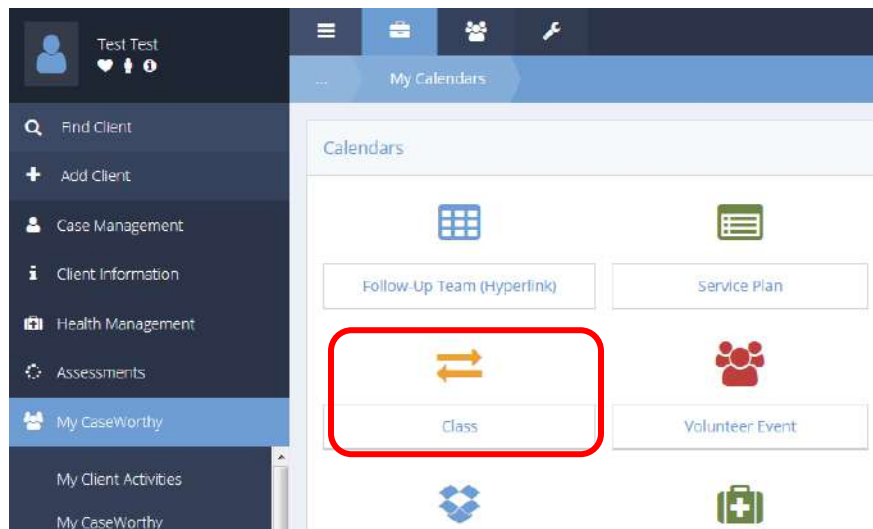 Test Test
...
My Calendars
Find Client
Add Client
Case Management
Client Information
Health Management
Assessments
My CaseWorthy
My Client Activities
My CaseWorthy
Calendars
Follow-Up Team (Hyperlink)
Service Plan
Class
Volunteer Event